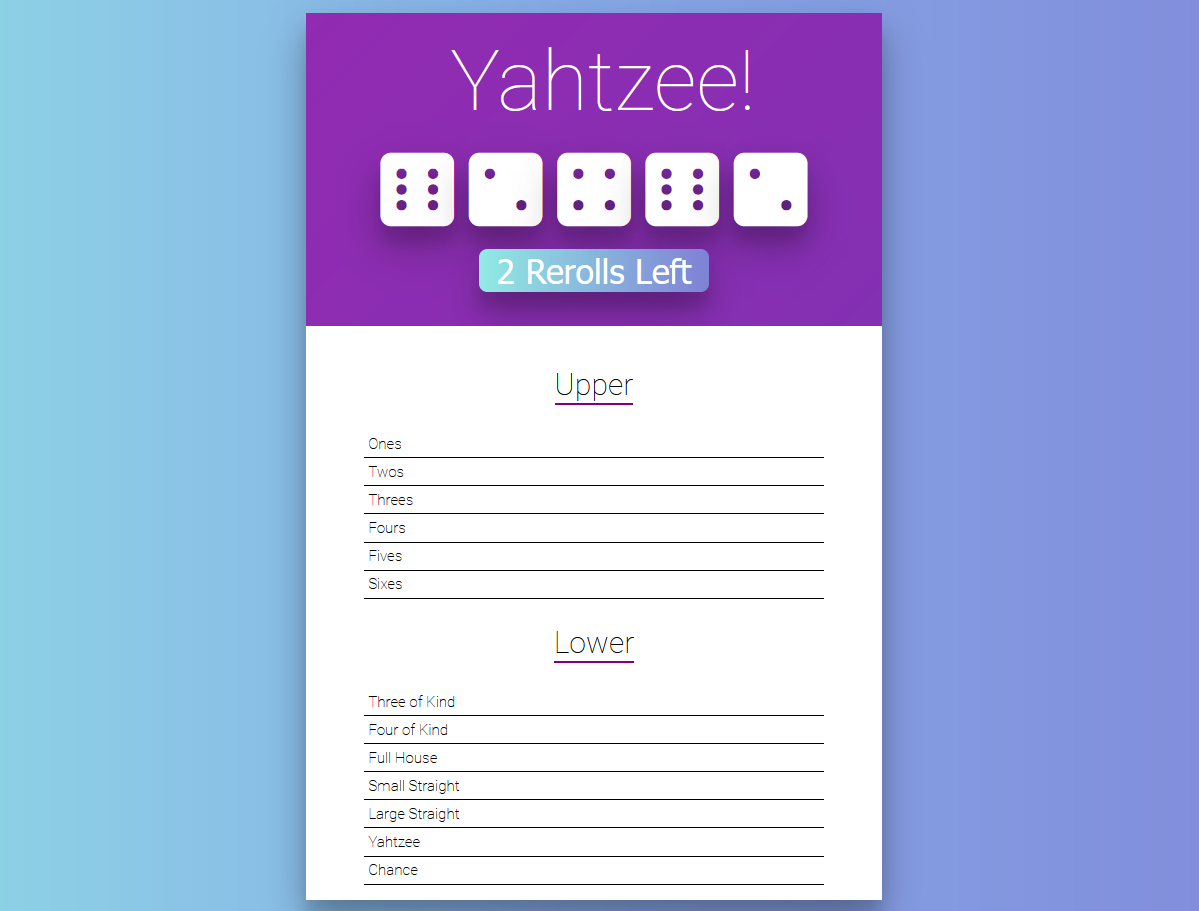 Yahtzee!
2 Rerolls Left
Upper
Ones
Twos
Threes
Fours
Fives
Sixes
Lower
Three of Kind
Four of Kind
Full House
Small Straight
Large Straight
Yahtzee
Chance